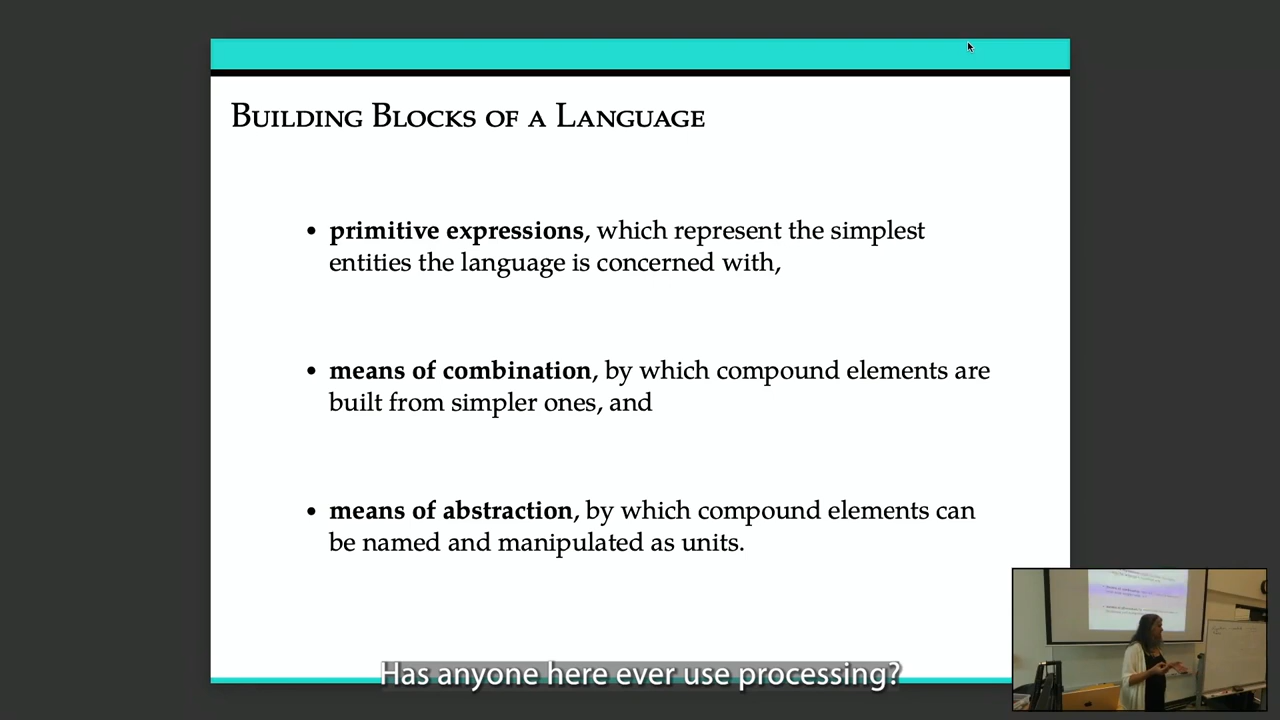 Building Blocks of a Language
• primitive expressions, which represent the simplest
entities the language is concerned with,
• means of combination, by which compound elements are
built from simpler ones, and
• means of abstraction, by which compound elements can
be named and manipulated as units.
Has anyone here ever use processing?